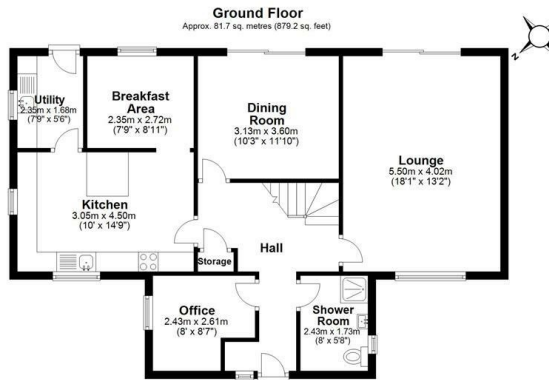 Ground Floor
Approx. 81.7 sq. metres (879.2 sq. feet)
N
Utility
2.35m x 1.68m
(7'9" x 5'6")
Breakfast
Area
2.35m x 2.72m
(7'9" x 8'11")
Dining
Room
3.13m x 3.60m
(10'3" x 11'10")
Lounge
5.50m x 4.02m
(18'1" x 13'2")
Kitchen
3.05m x 4.50m
(10' x 14'9")
Hall
Storage
Office
2.43m x 2.61m
(8' x 8'7")
Shower
Room
2.43m x 1.73m
(8' x 5'8")